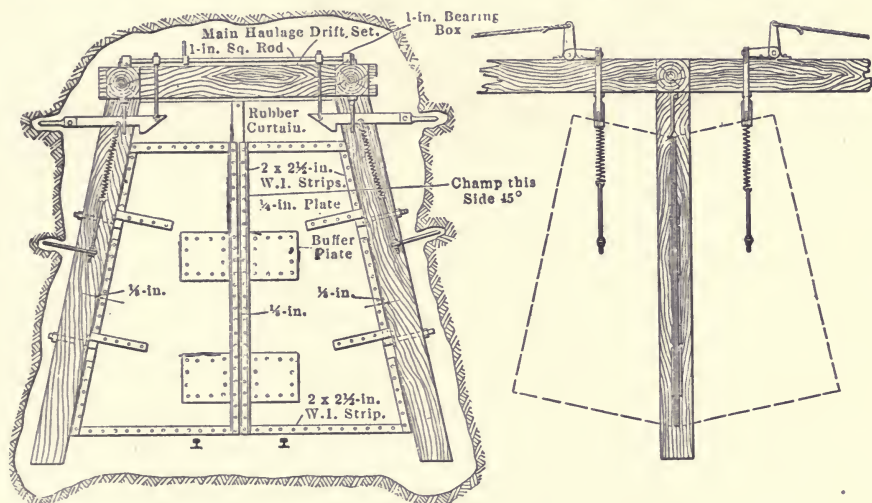 1-in. Bearing
Box
Main Haulage Drift Set.
1-in. Sq. Rod
Rubber
Curtain.
2 x 2½-in.
W.I. Strips.
¼-in. Plate
Champ this
Side 45°
Buffer
Plate
⅛-in.
⅛-in.
⅛-in.
2 x 2½-in.
W.I. Strip.